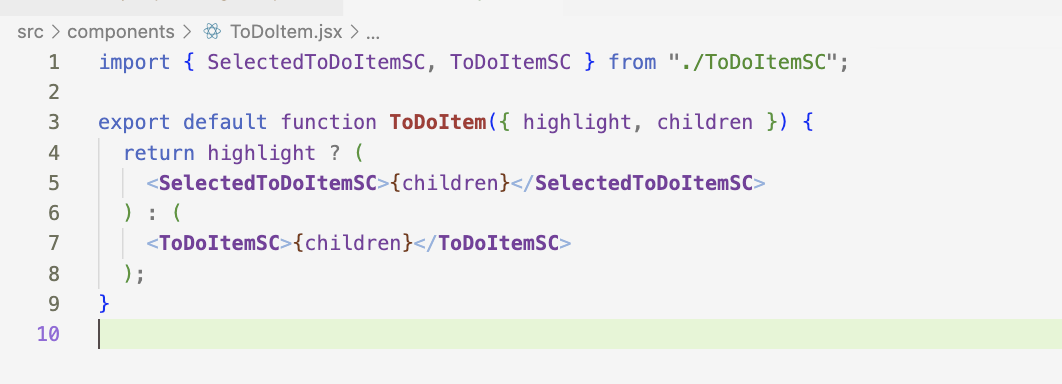 src > components > ToDoItem.jsx > ...
1 import { SelectedToDoItemSC, ToDoItemSC } from "./ToDoItemSC";
2
3 export default function ToDoItem({ highlight, children }) {
4   return highlight ? (
5     <SelectedToDoItemSC>{children}</SelectedToDoItemSC>
6   ) : (
7     <ToDoItemSC>{children}</ToDoItemSC>
8   );
9 }
10